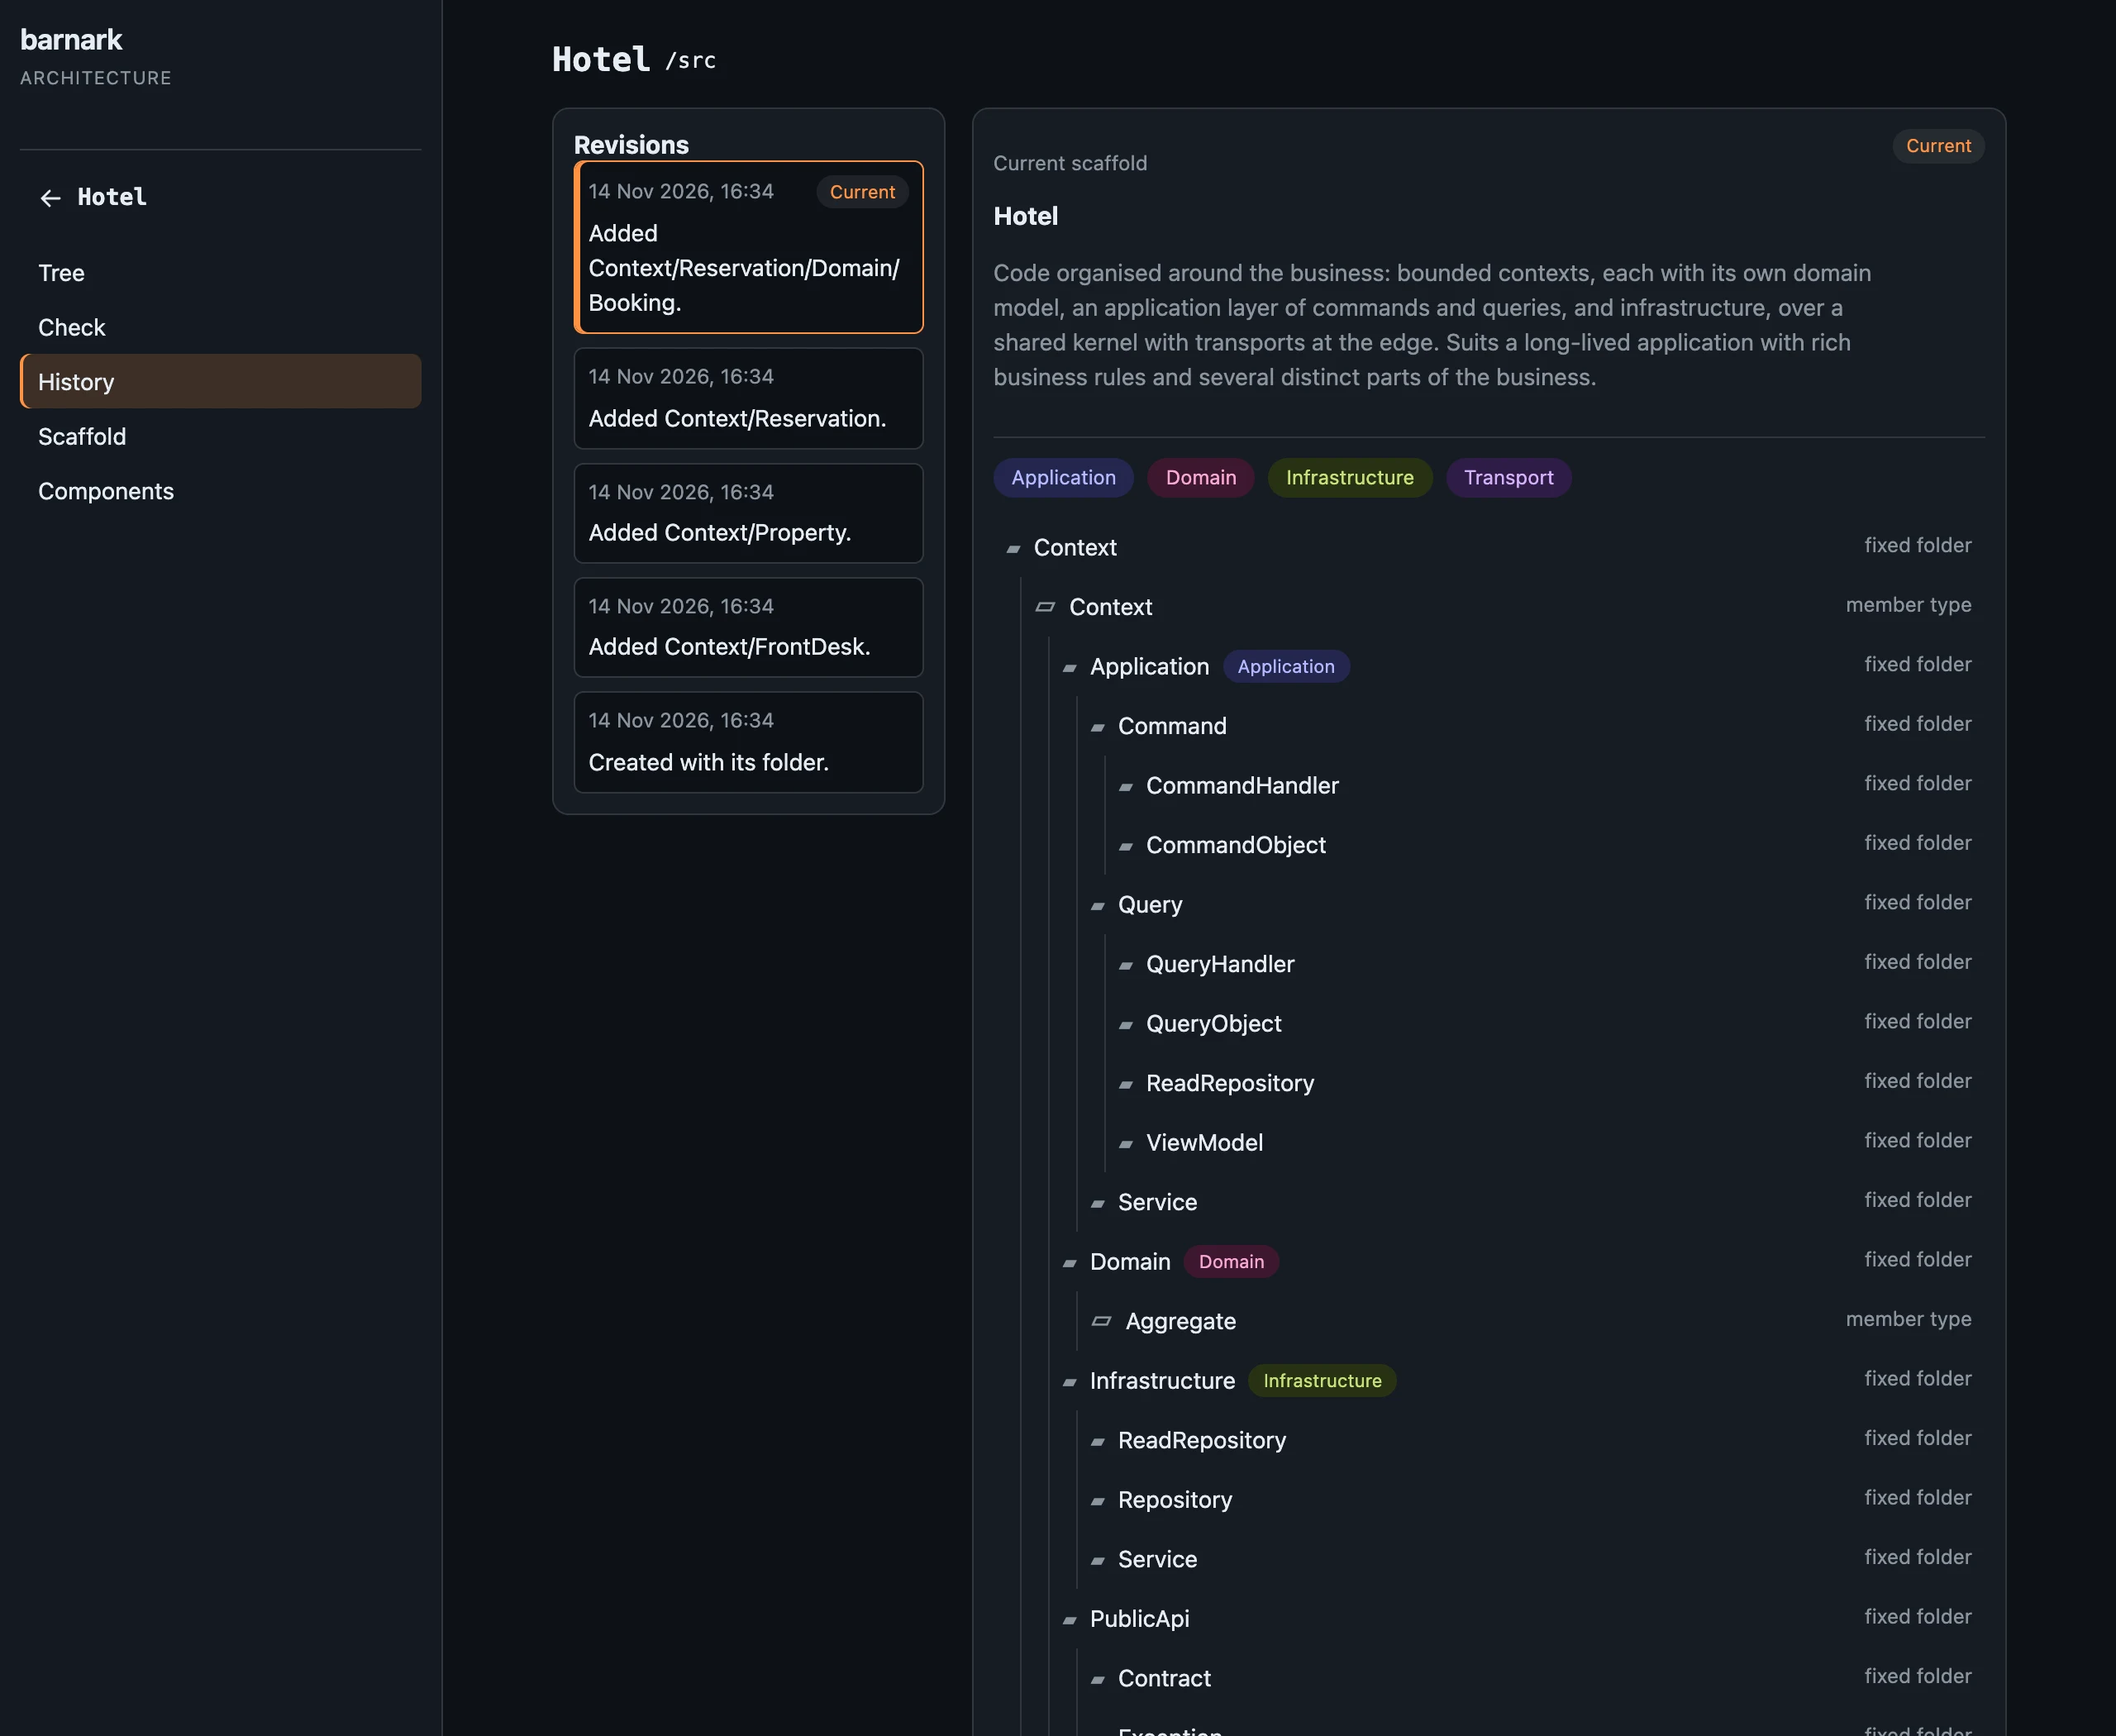 barnark
ARCHITECTURE
Hotel
Tree
Check
History
Scaffold
Components
Hotel /src
Revisions
14 Nov 2026, 16:34 Current
Added
Context/Reservation/Domain/
Booking.
14 Nov 2026, 16:34
Added Context/Reservation.
14 Nov 2026, 16:34
Added Context/Property.
14 Nov 2026, 16:34
Added Context/FrontDesk.
14 Nov 2026, 16:34
Created with its folder.
Current
Current scaffold
Hotel
Code organised around the business: bounded contexts, each with its own domain
model, an application layer of commands and queries, and infrastructure, over a
shared kernel with transports at the edge. Suits a long-lived application with rich
business rules and several distinct parts of the business.
Application Domain Infrastructure Transport
Context fixed folder
Context member type
Application Application fixed folder
Command fixed folder
CommandHandler fixed folder
CommandObject fixed folder
Query fixed folder
QueryHandler fixed folder
QueryObject fixed folder
ReadRepository fixed folder
ViewModel fixed folder
Service fixed folder
Domain Domain fixed folder
Aggregate member type
Infrastructure Infrastructure fixed folder
ReadRepository fixed folder
Repository fixed folder
Service fixed folder
PublicApi fixed folder
Contract fixed folder
Exception fixed folder